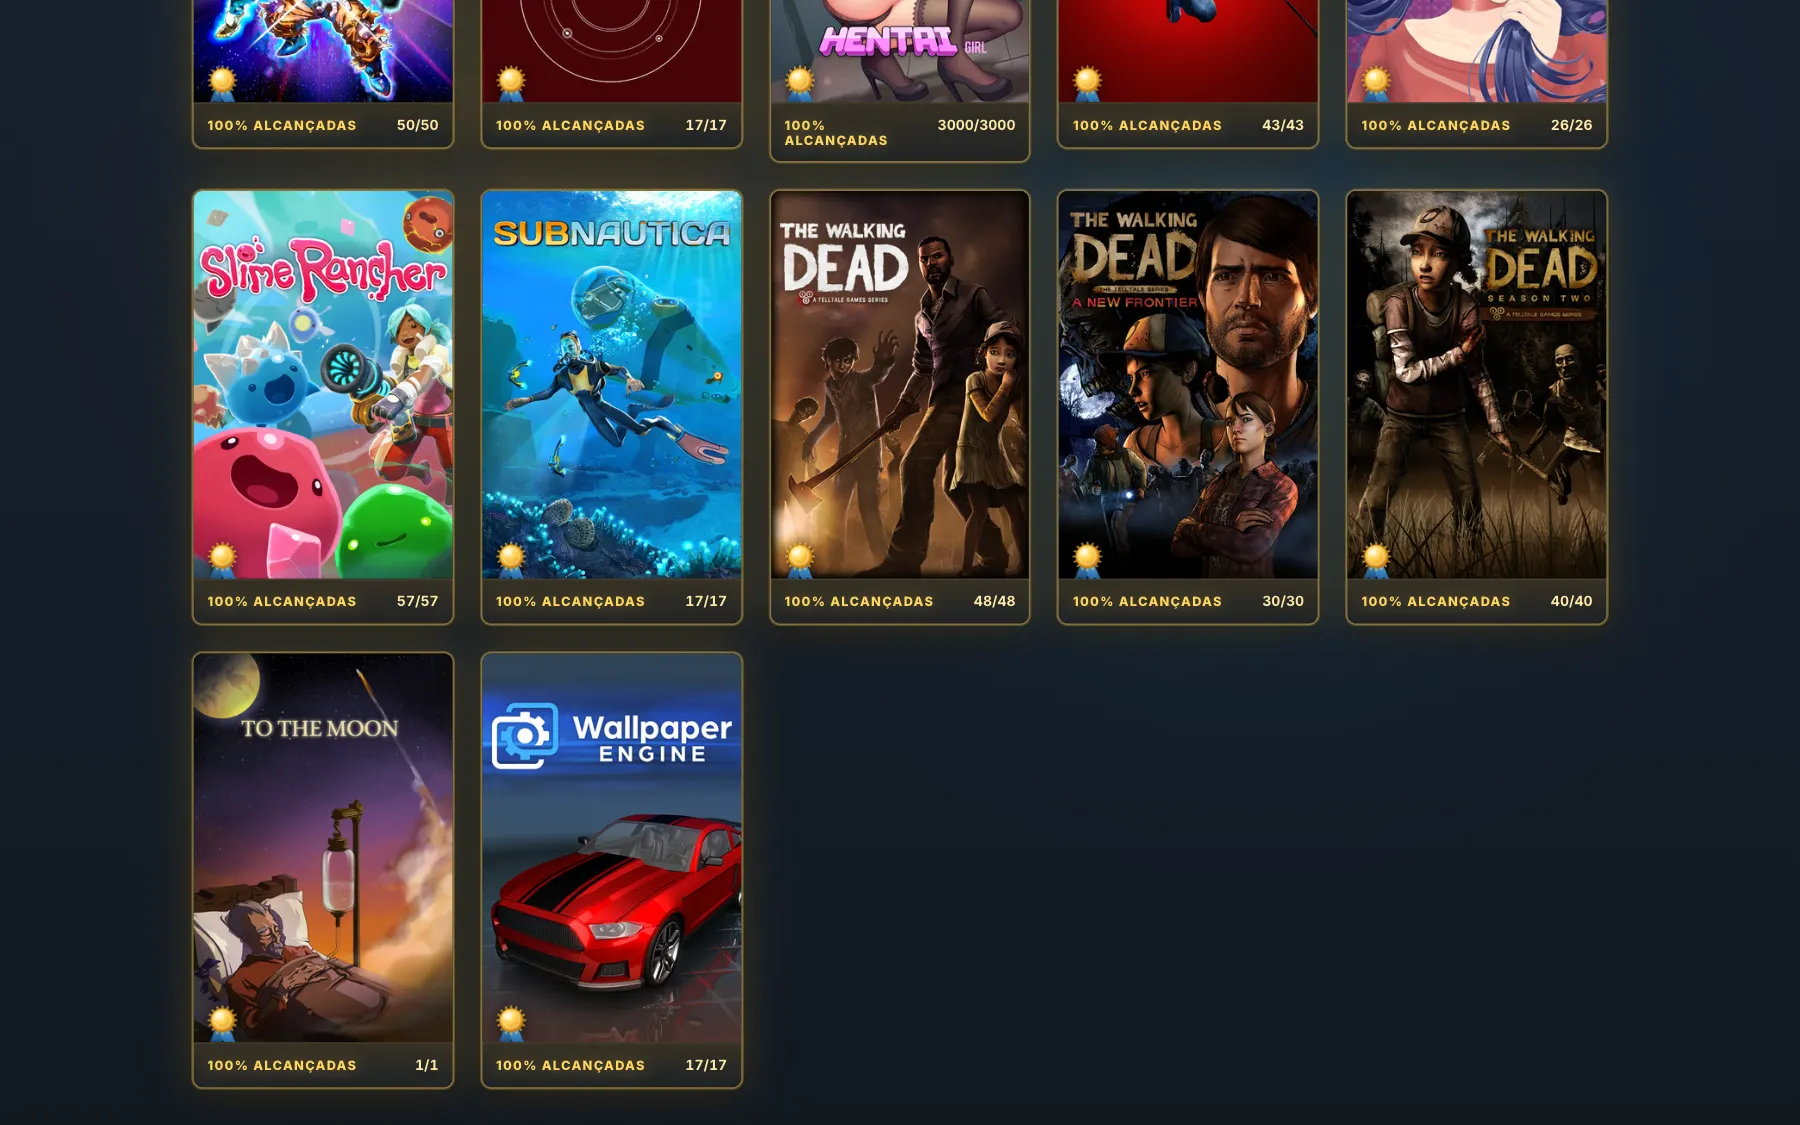 HENTAI GIRL
100% ALCANÇADAS 50/50
100% ALCANÇADAS 17/17
100% ALCANÇADAS 3000/3000
100% ALCANÇADAS 43/43
100% ALCANÇADAS 26/26
Slime Rancher
SUBNAUTICA
THE WALKING
DEAD
A TELLTALE GAMES SERIES
THE WALKING
DEAD
THE TELLTALE SERIES
A NEW FRONTIER
THE WALKING
DEAD
SEASON TWO
A TELLTALE GAMES SERIES
100% ALCANÇADAS 57/57
100% ALCANÇADAS 17/17
100% ALCANÇADAS 48/48
100% ALCANÇADAS 30/30
100% ALCANÇADAS 40/40
TO THE MOON
Wallpaper
ENGINE
100% ALCANÇADAS 1/1
100% ALCANÇADAS 17/17